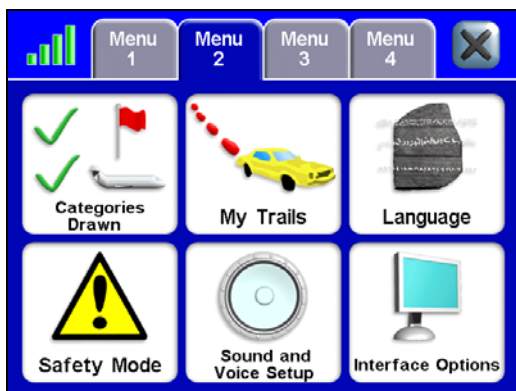 Menu
1
Menu
2
Menu
3
Menu
4
Categories
Drawn
My Trails
Language
Safety Mode
Sound and
Voice Setup
Interface Options